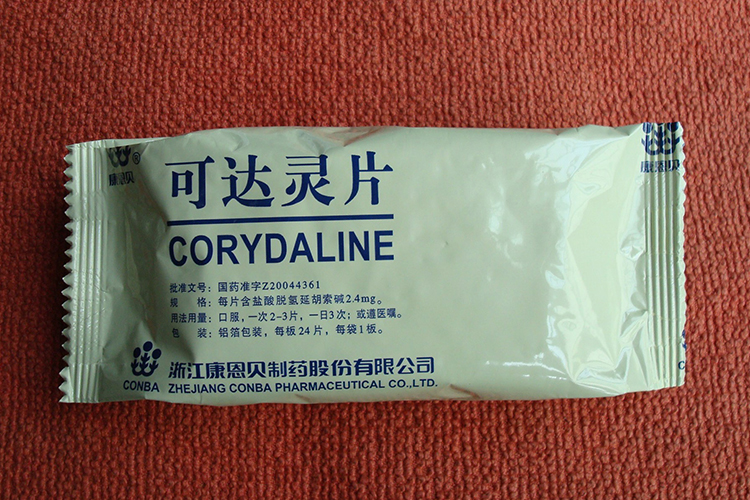 康恩贝®
可达灵片
CORYDALINE
批准文号：国药准字Z20044361
规　　格：每片含盐酸脱氢延胡索碱2.4mg。
用法用量：口服，一次2-3片，一日3次；或遵医嘱。
包　　装：铝箔包装，每板24片，每袋1板。
CONBA
浙江康恩贝制药股份有限公司
ZHEJIANG CONBA PHARMACEUTICAL CO.,LTD.
康恩贝